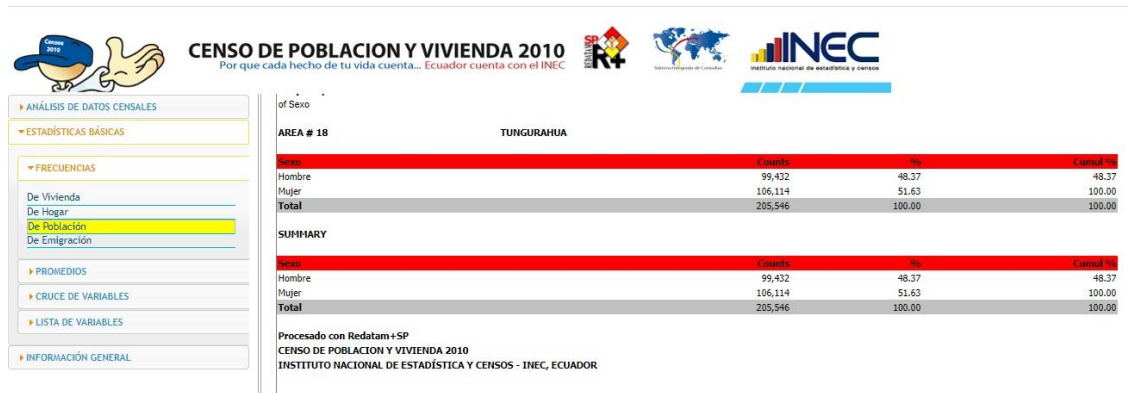 Censos
2010
CENSO DE POBLACION Y VIVIENDA 2010
Por que cada hecho de tu vida cuenta... Ecuador cuenta con el INEC
REDATAM
SP
R+
INEC
instituto nacional de estadística y censos
ANÁLISIS DE DATOS CENSALES
ESTADÍSTICAS BÁSICAS
FRECUENCIAS
De Vivienda
De Hogar
De Población
De Emigración
PROMEDIOS
CRUCE DE VARIABLES
LISTA DE VARIABLES
INFORMACIÓN GENERAL
of Sexo
AREA # 18 TUNGURAHUA
Sexo Counts % Cumul %
Hombre 99,432 48.37 48.37
Mujer 106,114 51.63 100.00
Total 205,546 100.00 100.00
SUMMARY
Sexo Counts % Cumul %
Hombre 99,432 48.37 48.37
Mujer 106,114 51.63 100.00
Total 205,546 100.00 100.00
Procesado con Redatam+SP
CENSO DE POBLACION Y VIVIENDA 2010
INSTITUTO NACIONAL DE ESTADÍSTICA Y CENSOS - INEC, ECUADOR